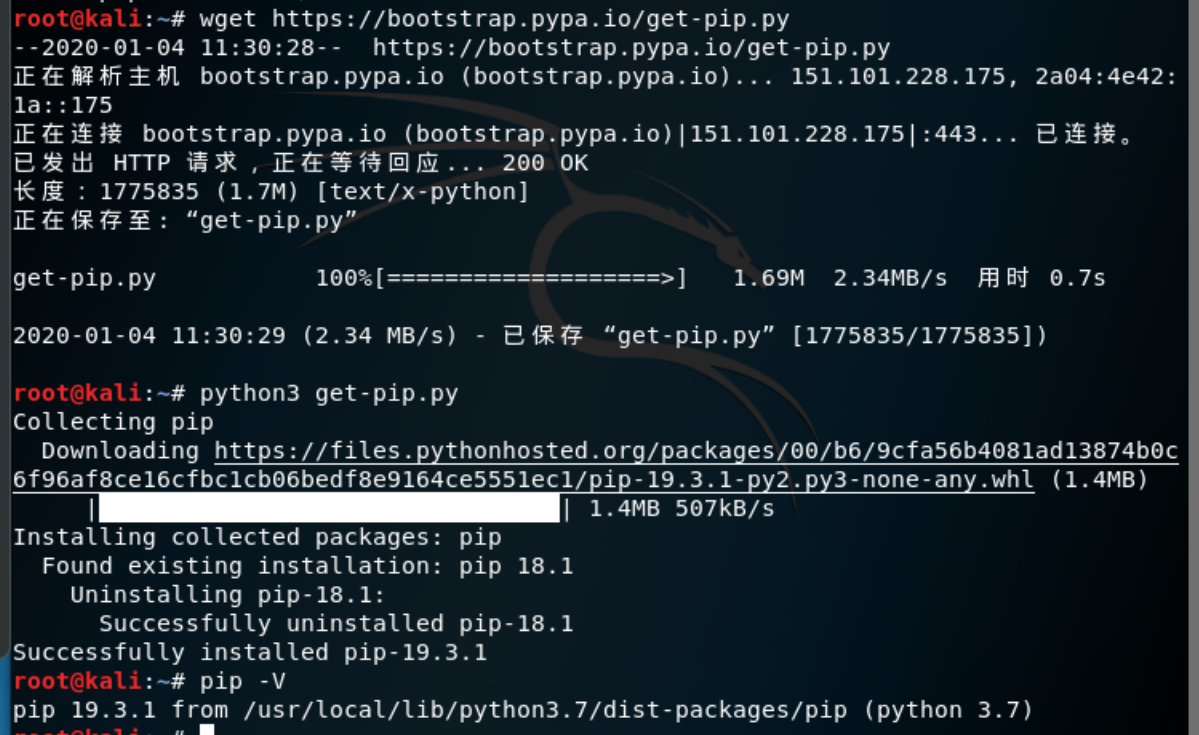 root@kali:~# wget https://bootstrap.pypa.io/get-pip.py
--2020-01-04 11:30:28--  https://bootstrap.pypa.io/get-pip.py
正在解析主机 bootstrap.pypa.io (bootstrap.pypa.io)... 151.101.228.175, 2a04:4e42:
1a::175
正在连接 bootstrap.pypa.io (bootstrap.pypa.io)|151.101.228.175|:443... 已连接。
已发出 HTTP 请求，正在等待回应... 200 OK
长度：1775835 (1.7M) [text/x-python]
正在保存至: “get-pip.py”
get-pip.py           100%[===================>]   1.69M  2.34MB/s  用时 0.7s
2020-01-04 11:30:29 (2.34 MB/s) - 已保存 “get-pip.py” [1775835/1775835])
root@kali:~# python3 get-pip.py
Collecting pip
  Downloading https://files.pythonhosted.org/packages/00/b6/9cfa56b4081ad13874b0c
6f96af8ce16cfbc1cb06bedf8e9164ce5551ec1/pip-19.3.1-py2.py3-none-any.whl (1.4MB)
     |████████████████████████████████| 1.4MB 507kB/s
Installing collected packages: pip
  Found existing installation: pip 18.1
    Uninstalling pip-18.1:
      Successfully uninstalled pip-18.1
Successfully installed pip-19.3.1
root@kali:~# pip -V
pip 19.3.1 from /usr/local/lib/python3.7/dist-packages/pip (python 3.7)